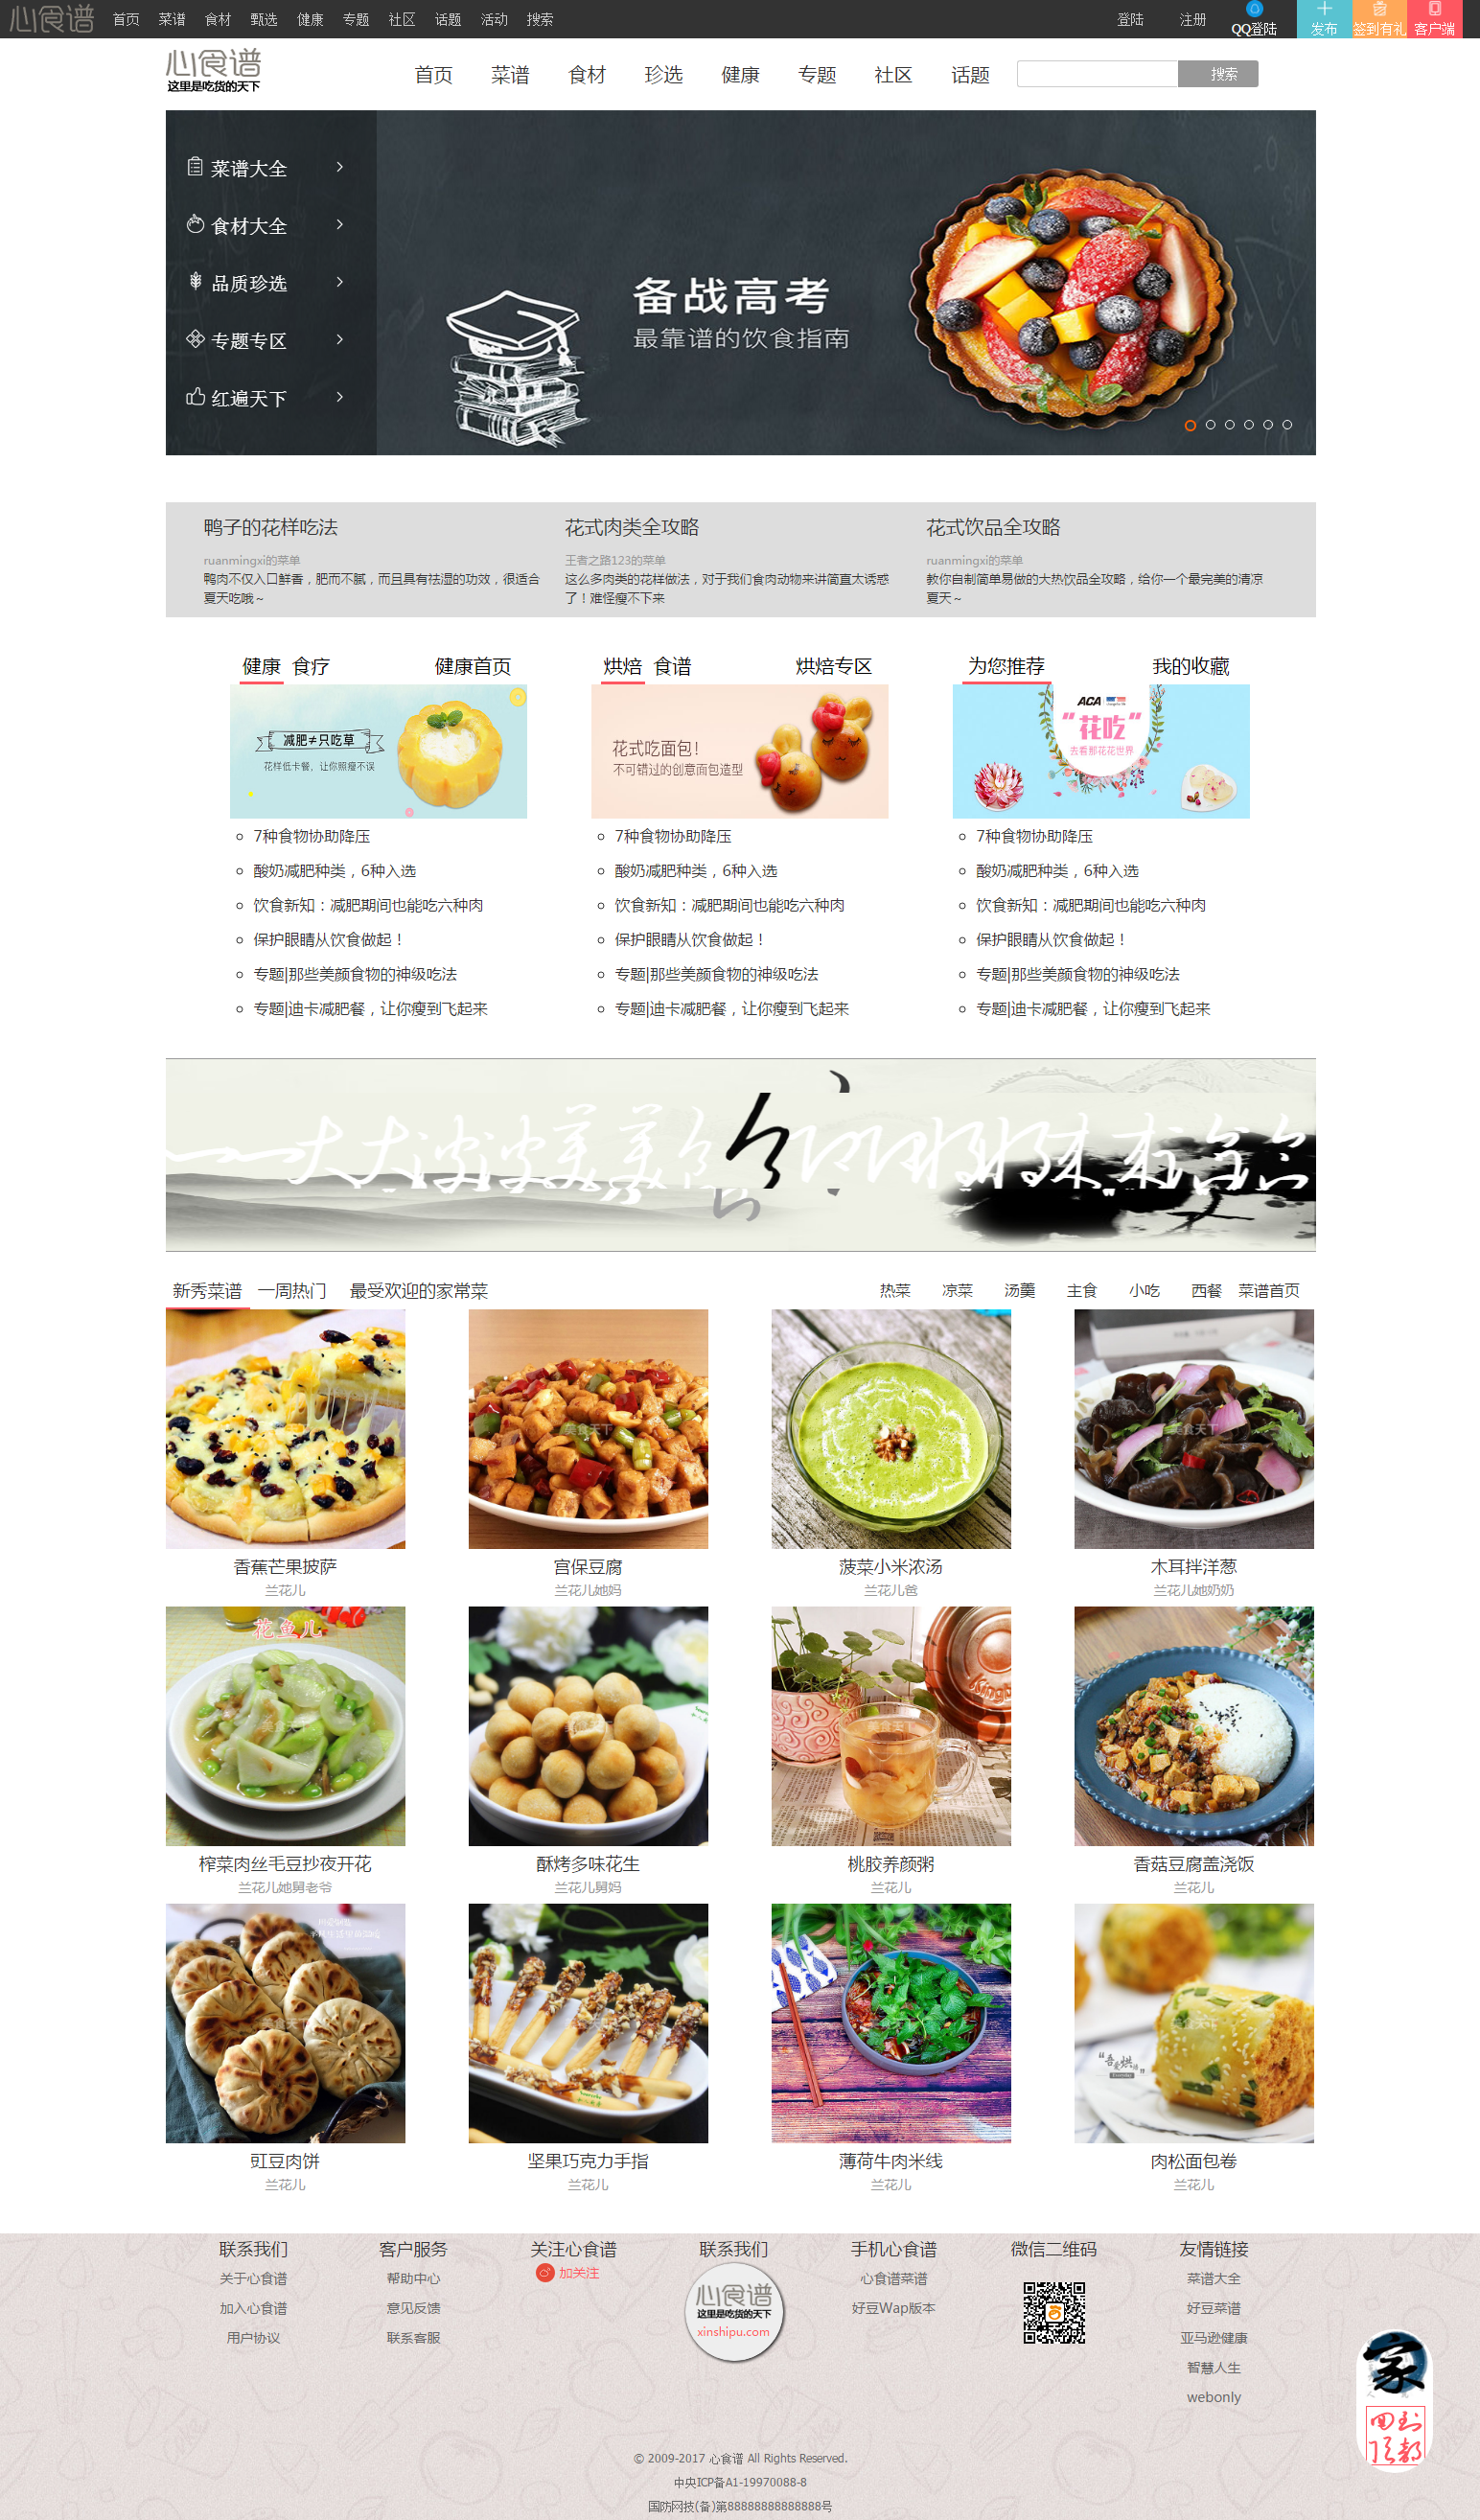 心食谱 首页 菜谱 食材 甄选 健康 专题 社区 话题 活动 搜索 登陆 注册 QQ登陆 发布 签到有礼 客户端
心食谱
这里是吃货的天下
首页 菜谱 食材 珍选 健康 专题 社区 话题 搜索
菜谱大全
食材大全
品质珍选
专题专区
红遍天下
备战高考
最靠谱的饮食指南
鸭子的花样吃法
ruanmingxi的菜单
鸭肉不仅入口鲜香，肥而不腻，而且具有祛湿的功效，很适合
夏天吃哦～
花式肉类全攻略
王者之路123的菜单
这么多肉类的花样做法，对于我们食肉动物来讲简直太诱惑
了！难怪瘦不下来
花式饮品全攻略
ruanmingxi的菜单
教你自制简单易做的大热饮品全攻略，给你一个最完美的清凉
夏天～
健康 食疗 健康首页
减肥≠只吃草
花样低卡餐，让你照瘦不误
7种食物协助降压
酸奶减肥种类，6种入选
饮食新知：减肥期间也能吃六种肉
保护眼睛从饮食做起！
专题|那些美颜食物的神级吃法
专题|迪卡减肥餐，让你瘦到飞起来
烘焙 食谱 烘焙专区
花式吃面包！
不可错过的创意面包造型
7种食物协助降压
酸奶减肥种类，6种入选
饮食新知：减肥期间也能吃六种肉
保护眼睛从饮食做起！
专题|那些美颜食物的神级吃法
专题|迪卡减肥餐，让你瘦到飞起来
为您推荐 我的收藏
ACA
“花吃”
去看那花花世界
7种食物协助降压
酸奶减肥种类，6种入选
饮食新知：减肥期间也能吃六种肉
保护眼睛从饮食做起！
专题|那些美颜食物的神级吃法
专题|迪卡减肥餐，让你瘦到飞起来
新秀菜谱 一周热门 最受欢迎的家常菜 热菜 凉菜 汤羹 主食 小吃 西餐 菜谱首页
美食天下
美食天下
香蕉芒果披萨 宫保豆腐 菠菜小米浓汤 木耳拌洋葱
兰花儿 兰花儿她妈 兰花儿爸 兰花儿她奶奶
花鱼儿
榨菜肉丝毛豆抄夜开花 酥烤多味花生 桃胶养颜粥 香菇豆腐盖浇饭
兰花儿她舅老爷 兰花儿舅妈 兰花儿 兰花儿
豇豆肉饼 坚果巧克力手指 薄荷牛肉米线 肉松面包卷
兰花儿 兰花儿 兰花儿 兰花儿
联系我们
关于心食谱
加入心食谱
用户协议
客户服务
帮助中心
意见反馈
联系客服
关注心食谱
加关注
联系我们
心食谱
这里是吃货的天下
xinshipu.com
手机心食谱
心食谱菜谱
好豆Wap版本
微信二维码
友情链接
菜谱大全
好豆菜谱
亚马逊健康
智慧人生
webonly
家
回到
顶部
© 2009-2017 心食谱 All Rights Reserved.
中央ICP备A1-19970088-8
国防网技(备)第88888888888888号